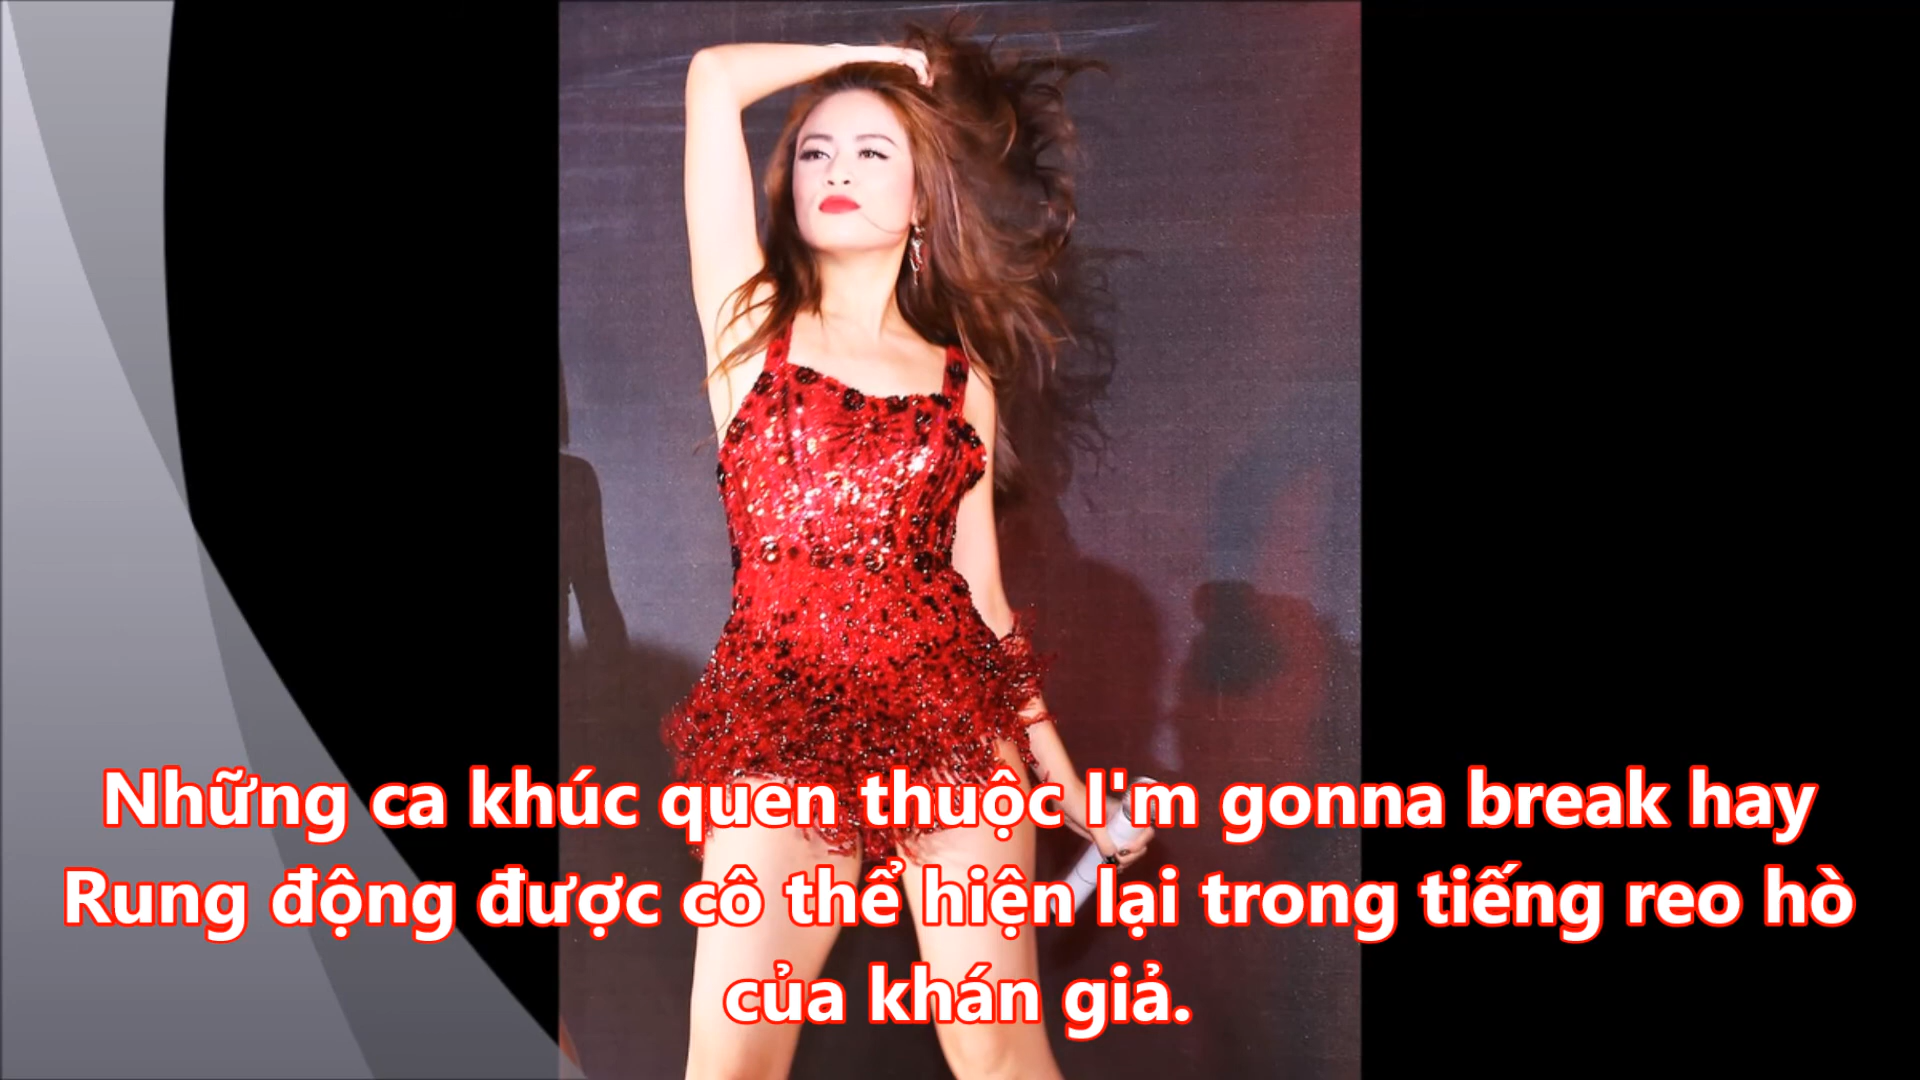 Những ca khúc quen thuộc I'm gonna break hay
Rung động được cô thể hiện lại trong tiếng reo hò
của khán giả.